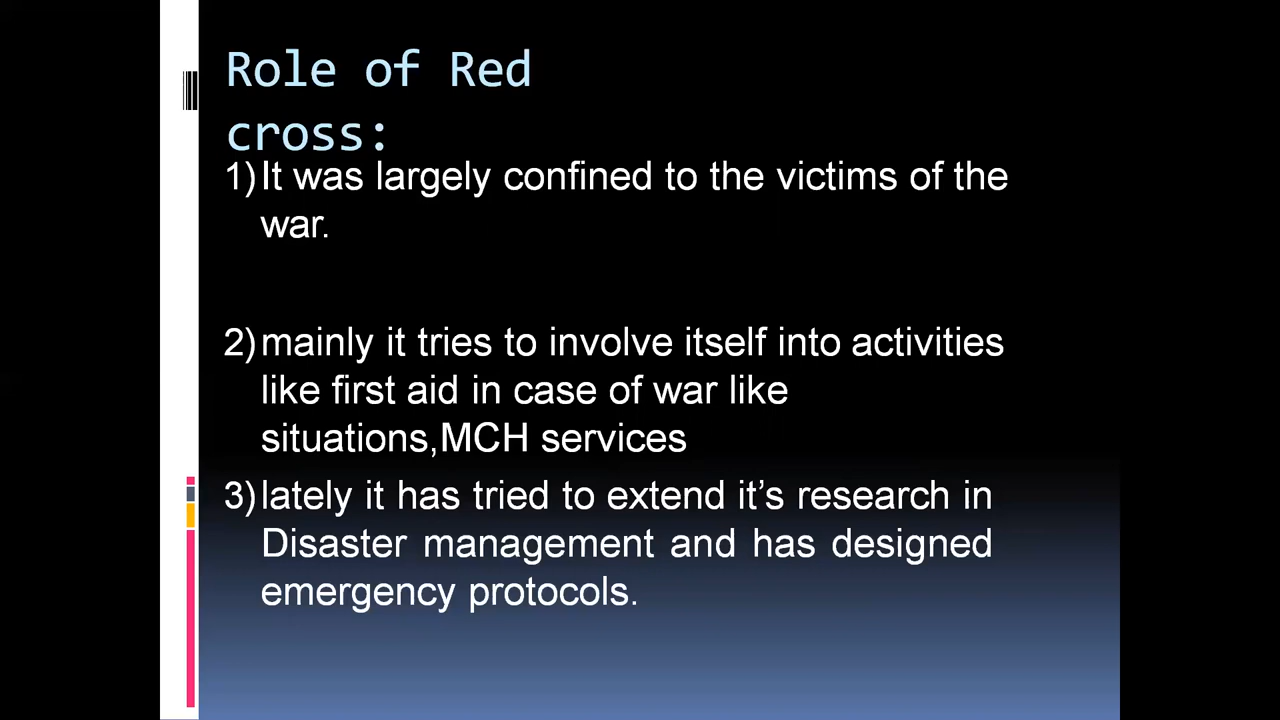 Role of Red
cross:
1) It was largely confined to the victims of the
war.
2) mainly it tries to involve itself into activities
like first aid in case of war like
situations,MCH services
3) lately it has tried to extend it’s research in
Disaster management and has designed
emergency protocols.